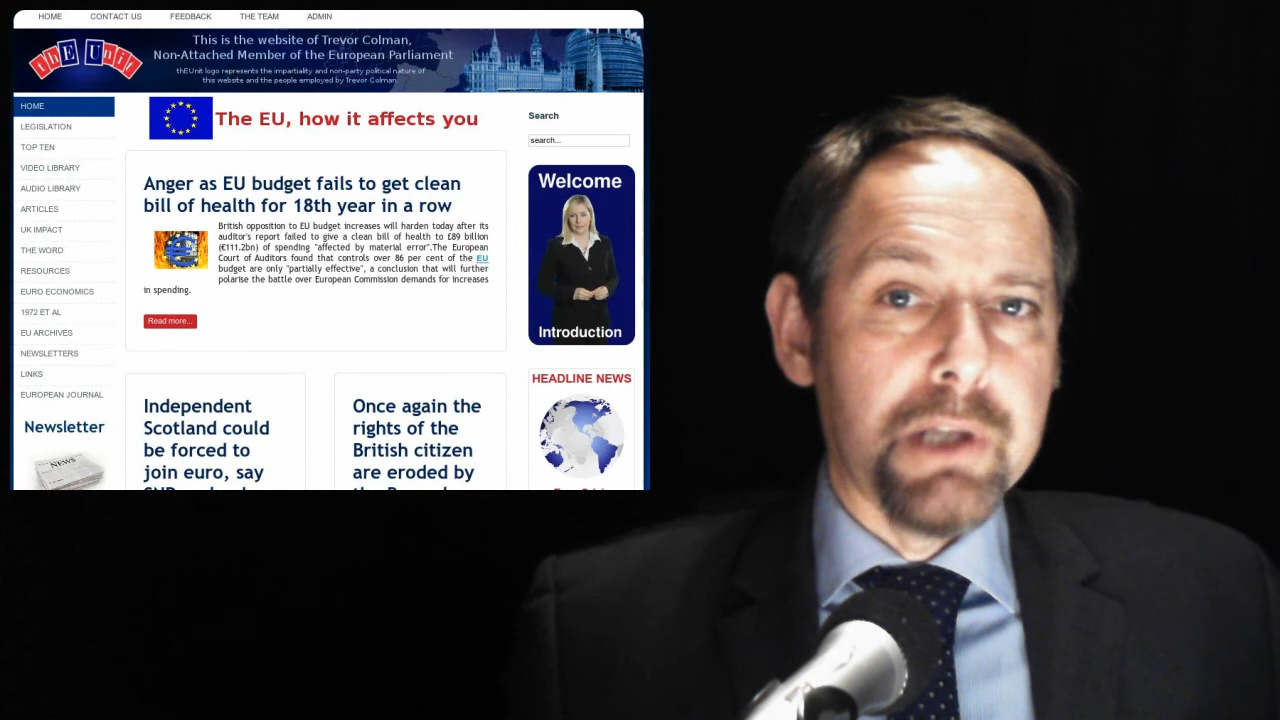 HOME CONTACT US FEEDBACK THE TEAM ADMIN
thEUnit
This is the website of Trevor Colman,
Non-Attached Member of the European Parliament
thEUnit logo represents the impartiality and non-party political nature of
this website and the people employed by Trevor Colman.
HOME
LEGISLATION
TOP TEN
VIDEO LIBRARY
AUDIO LIBRARY
ARTICLES
UK IMPACT
THE WORD
RESOURCES
EURO ECONOMICS
1972 ET AL
EU ARCHIVES
NEWSLETTERS
LINKS
EUROPEAN JOURNAL
Newsletter
NEWS
The EU, how it affects you
Anger as EU budget fails to get clean
bill of health for 18th year in a row
British opposition to EU budget increases will harden today after its
auditor's report failed to give a clean bill of health to £89 billion
(€111.2bn) of spending "affected by material error".The European
Court of Auditors found that controls over 86 per cent of the EU
budget are only "partially effective", a conclusion that will further
polarise the battle over European Commission demands for increases
in spending.
Read more...
Independent
Scotland could
be forced to
join euro, say
Once again the
rights of the
British citizen
are eroded by
Search
search...
Welcome
Introduction
HEADLINE NEWS